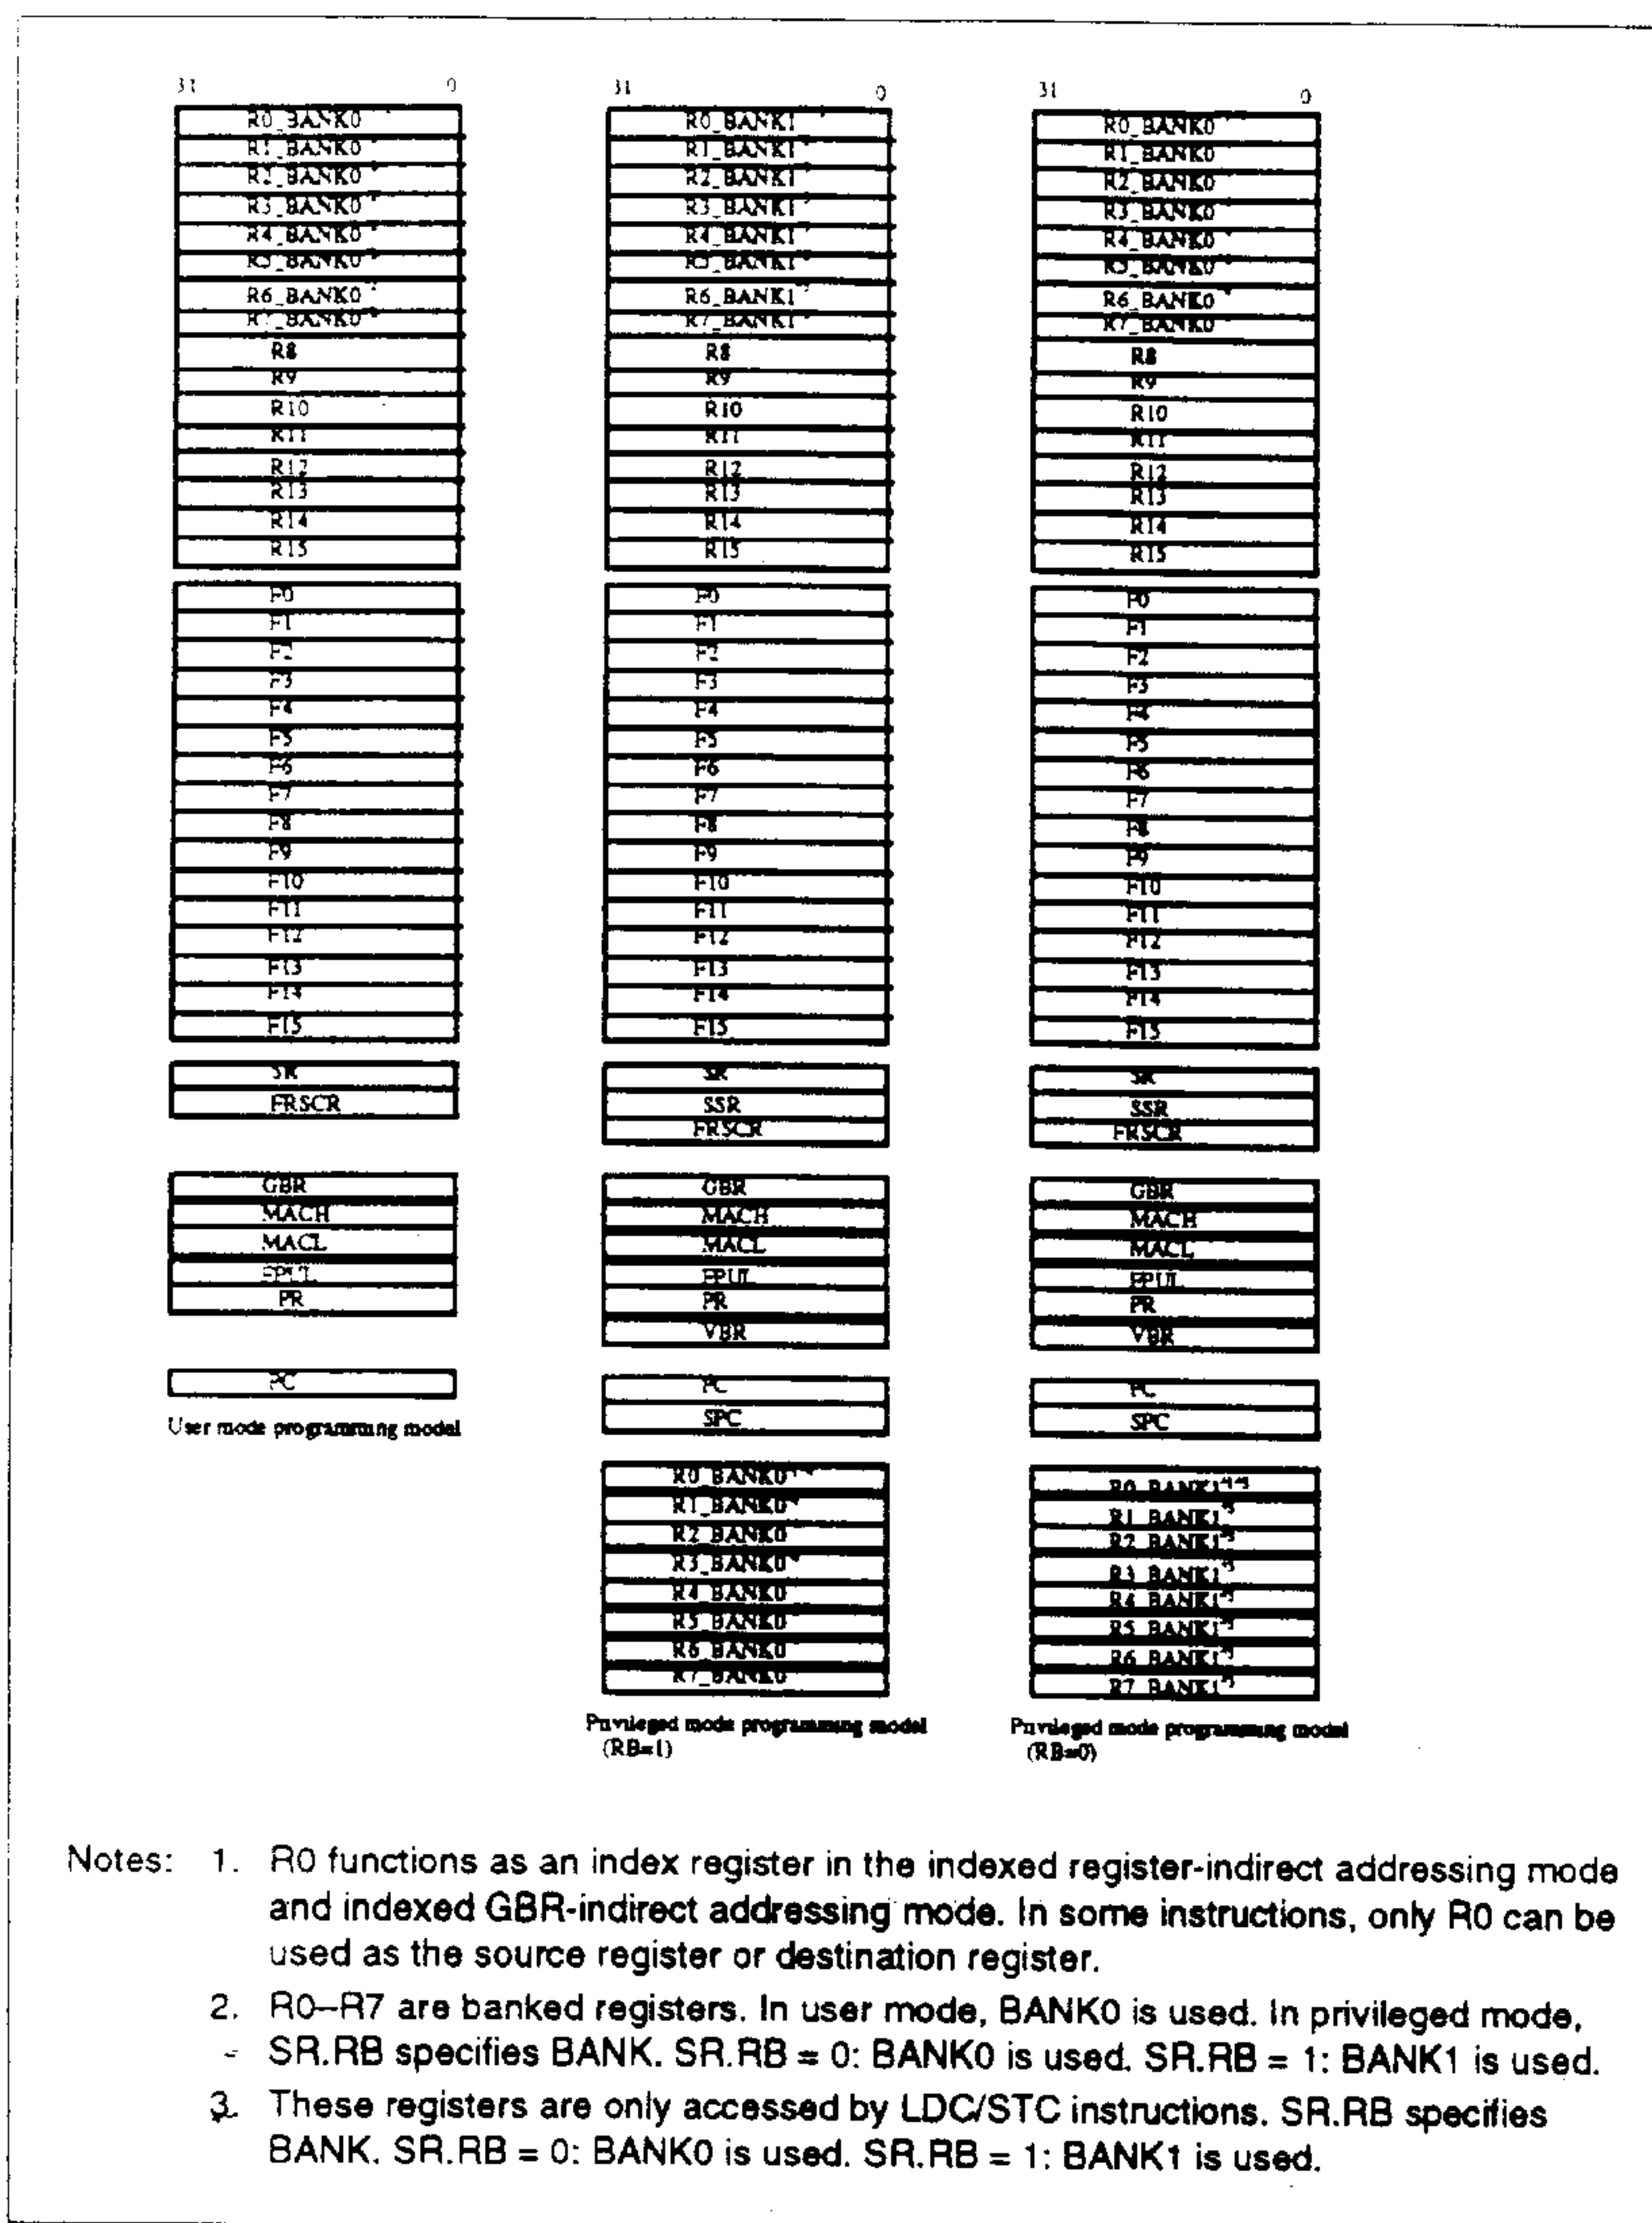 31 0
R0_BANK0
R1_BANK0
R2_BANK0
R3_BANK0
R4_BANK0
R5_BANK0
R6_BANK0
R7_BANK0
R8
R9
R10
R11
R12
R13
R14
R15
F0
F1
F2
F3
F4
F5
F6
F7
F8
F9
F10
F11
F12
F13
F14
F15
SR
FRSCR
GBR
MACH
MACL
FPUL
PR
PC
User mode programming model
31 0
R0_BANK1
R1_BANK1
R2_BANK1
R3_BANK1
R4_BANK1
R5_BANK1
R6_BANK1
R7_BANK1
R8
R9
R10
R11
R12
R13
R14
R15
F0
F1
F2
F3
F4
F5
F6
F7
F8
F9
F10
F11
F12
F13
F14
F15
SR
SSR
FRSCR
GBR
MACH
MACL
FPUL
PR
VBR
PC
SPC
R0_BANK0
R1_BANK0
R2_BANK0
R3_BANK0
R4_BANK0
R5_BANK0
R6_BANK0
R7_BANK0
Privileged mode programming model
(RB=1)
31 0
R0_BANK0
R1_BANK0
R2_BANK0
R3_BANK0
R4_BANK0
R5_BANK0
R6_BANK0
R7_BANK0
R8
R9
R10
R11
R12
R13
R14
R15
F0
F1
F2
F3
F4
F5
F6
F7
F8
F9
F10
F11
F12
F13
F14
F15
SR
SSR
FRSCR
GBR
MACH
MACL
FPUL
PR
VBR
PC
SPC
R0_BANK1
R1_BANK1
R2_BANK1
R3_BANK1
R4_BANK1
R5_BANK1
R6_BANK1
R7_BANK1
Privileged mode programming model
(RB=0)
Notes: 1. R0 functions as an index register in the indexed register-indirect addressing mode
and indexed GBR-indirect addressing mode. In some instructions, only R0 can be
used as the source register or destination register.
2. R0–R7 are banked registers. In user mode, BANK0 is used. In privileged mode,
SR.RB specifies BANK. SR.RB = 0: BANK0 is used. SR.RB = 1: BANK1 is used.
3. These registers are only accessed by LDC/STC instructions. SR.RB specifies
BANK. SR.RB = 0: BANK0 is used. SR.RB = 1: BANK1 is used.